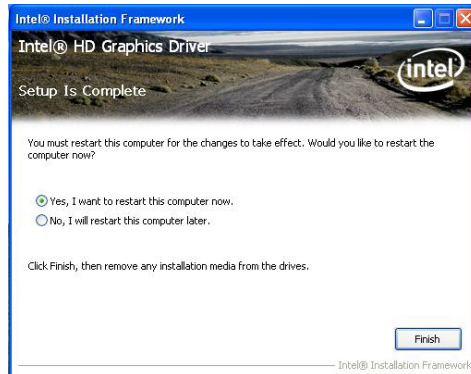 Intel® Installation Framework
Intel® HD Graphics Driver
Setup Is Complete
intel
You must restart this computer for the changes to take effect. Would you like to restart the
computer now?
Yes, I want to restart this computer now.
No, I will restart this computer later.
Click Finish, then remove any installation media from the drives.
Finish
Intel® Installation Framework